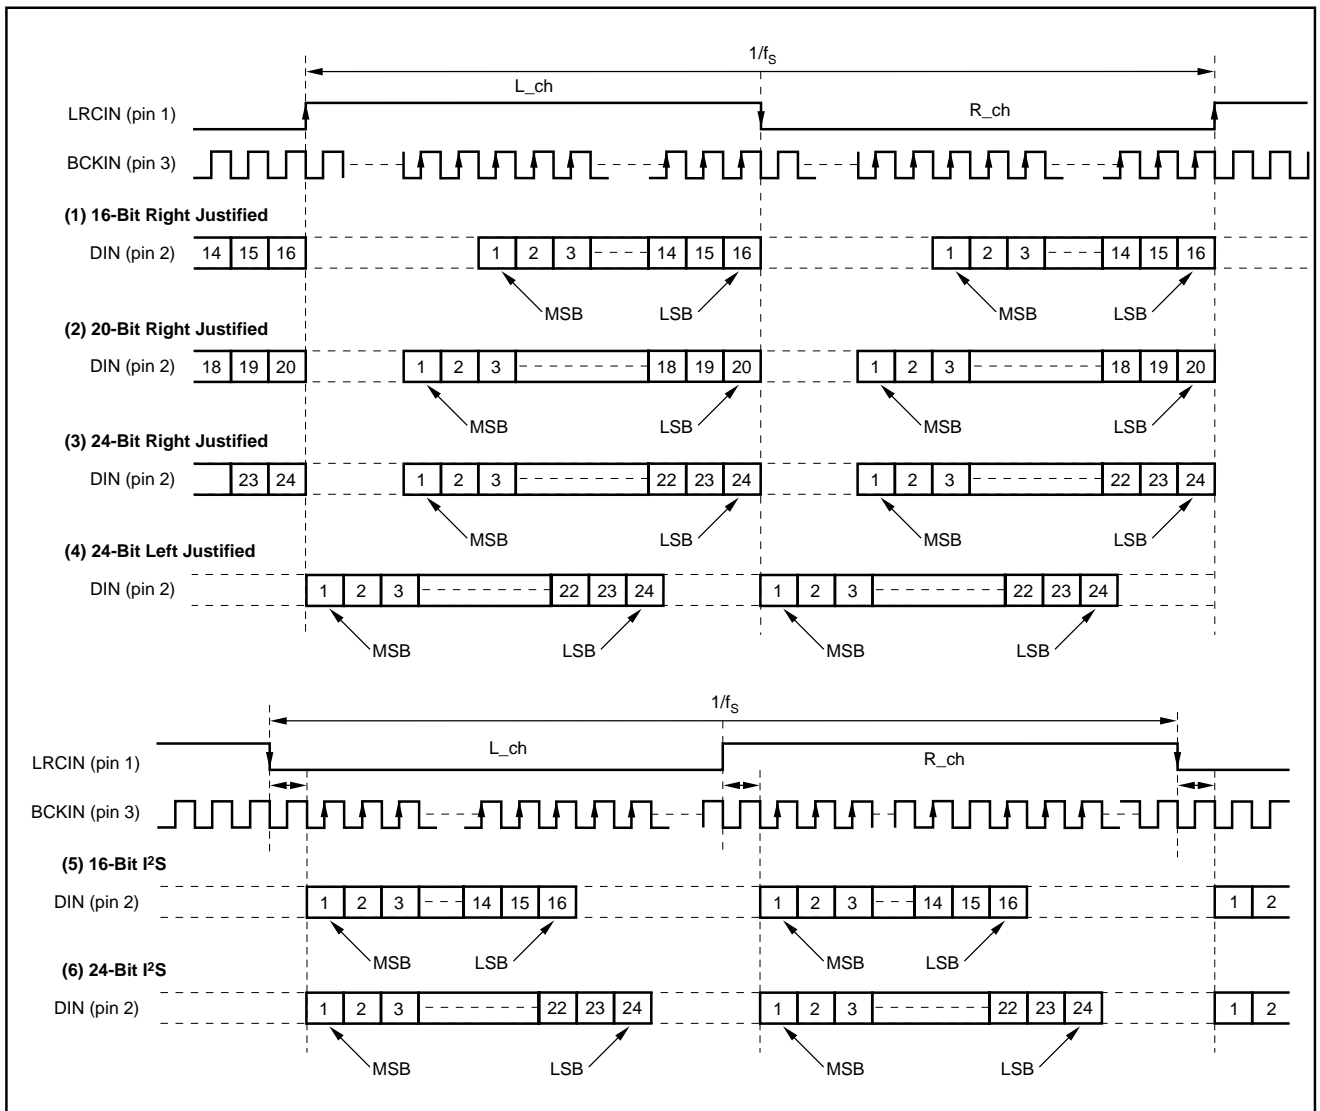 1/fS
L_ch
R_ch
LRCIN (pin 1)
BCKIN (pin 3)
(1) 16-Bit Right Justified
DIN (pin 2) 14 15 16 1 2 3 14 15 16 1 2 3 14 15 16
MSB LSB MSB LSB
(2) 20-Bit Right Justified
DIN (pin 2) 18 19 20 1 2 3 18 19 20 1 2 3 18 19 20
MSB LSB MSB LSB
(3) 24-Bit Right Justified
DIN (pin 2) 23 24 1 2 3 22 23 24 1 2 3 22 23 24
MSB LSB MSB LSB
(4) 24-Bit Left Justified
DIN (pin 2) 1 2 3 22 23 24 1 2 3 22 23 24
MSB LSB MSB LSB
1/fS
L_ch
R_ch
LRCIN (pin 1)
BCKIN (pin 3)
(5) 16-Bit I²S
DIN (pin 2) 1 2 3 14 15 16 1 2 3 14 15 16 1 2
MSB LSB MSB LSB
(6) 24-Bit I²S
DIN (pin 2) 1 2 3 22 23 24 1 2 3 22 23 24 1 2
MSB LSB MSB LSB